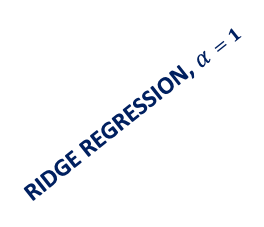 RIDGE REGRESSION, α = 1